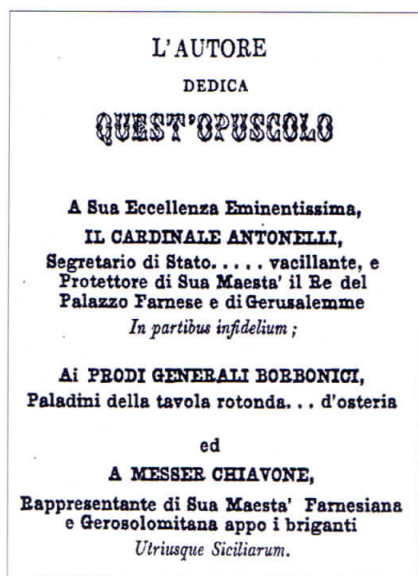 L'AUTORE
DEDICA
QUEST'OPUSCOLO
A Sua Eccellenza Eminentissima,
IL CARDINALE ANTONELLI,
Segretario di Stato..... vacillante, e
Protettore di Sua Maesta' il Re del
Palazzo Farnese e di Gerusalemme
In partibus infidelium ;
Ai PRODI GENERALI BORBONICI,
Paladini della tavola rotonda... d'osteria
ed
A MESSER CHIAVONE,
Rappresentante di Sua Maesta' Farnesiana
e Gerosolomitana appo i briganti
Utriusque Siciliarum.